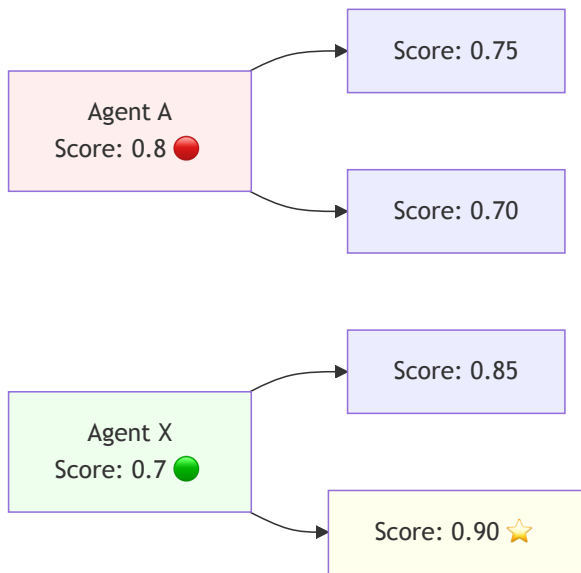 Agent A
Score: 0.8 🔴
Score: 0.75
Score: 0.70
Agent X
Score: 0.7 🟢
Score: 0.85
Score: 0.90 ⭐